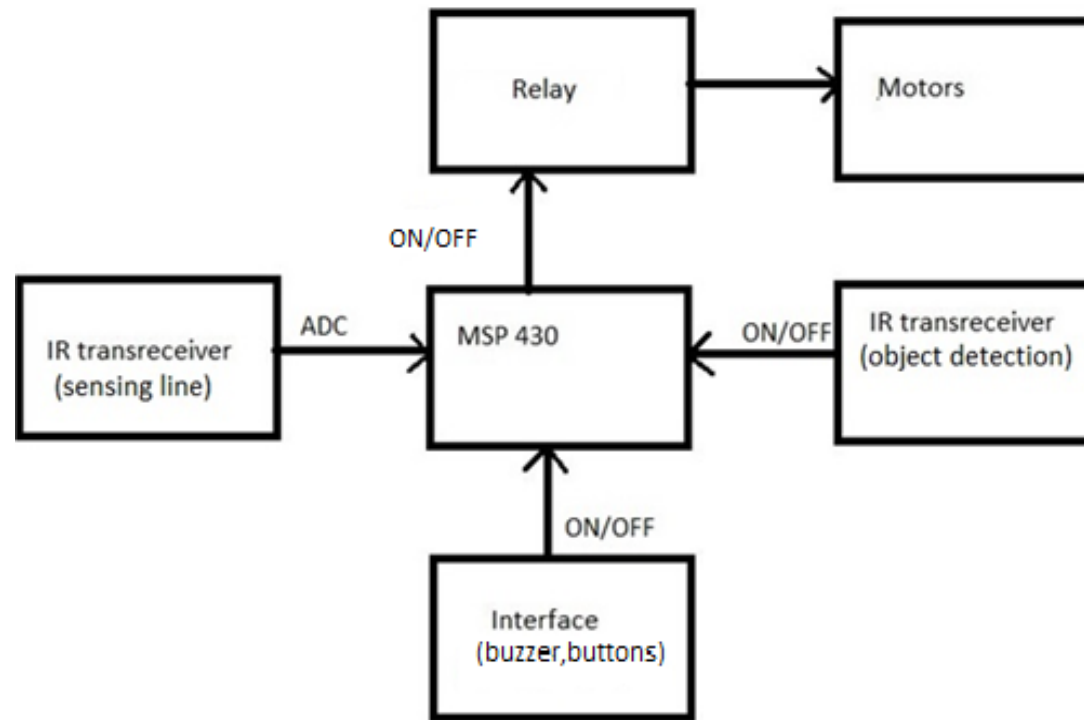 Relay
Motors
ON/OFF
IR transreceiver
(sensing line)
ADC
MSP 430
ON/OFF
IR transreceiver
(object detection)
ON/OFF
Interface
(buzzer,buttons)